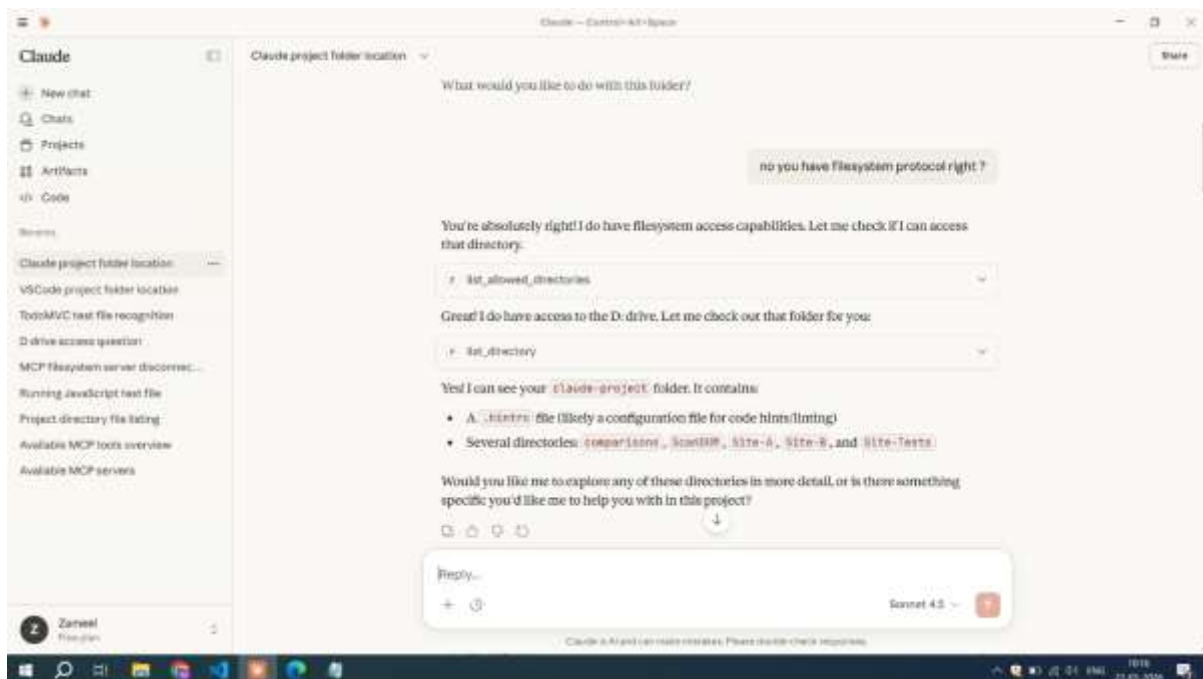 Claude – Control+Alt+Space
Claude
Claude project folder location
Share
New chat
Chats
Projects
Artifacts
Code
Recents
Claude project folder location
VSCode project folder location
TodoMVC test file recognition
D drive access question
MCP filesystem server disconnec...
Running JavaScript test file
Project directory file listing
Available MCP tools overview
Available MCP servers
Z
Zameel
Free plan
What would you like to do with this folder?
no you have filesystem protocol right ?
You're absolutely right! I do have filesystem access capabilities. Let me check if I can access
that directory.
list_allowed_directories
Great! I do have access to the D: drive. Let me check out that folder for you:
list_directory
Yes! I can see your claude-project folder. It contains:
• A .hintrc file (likely a configuration file for code hints/linting)
• Several directories: comparisons, ScanDOM, Site-A, Site-B, and Site-Tests
Would you like me to explore any of these directories in more detail, or is there something
specific you'd like me to help you with in this project?
Reply...
Sonnet 4.5
Claude is AI and can make mistakes. Please double-check responses.
ENG